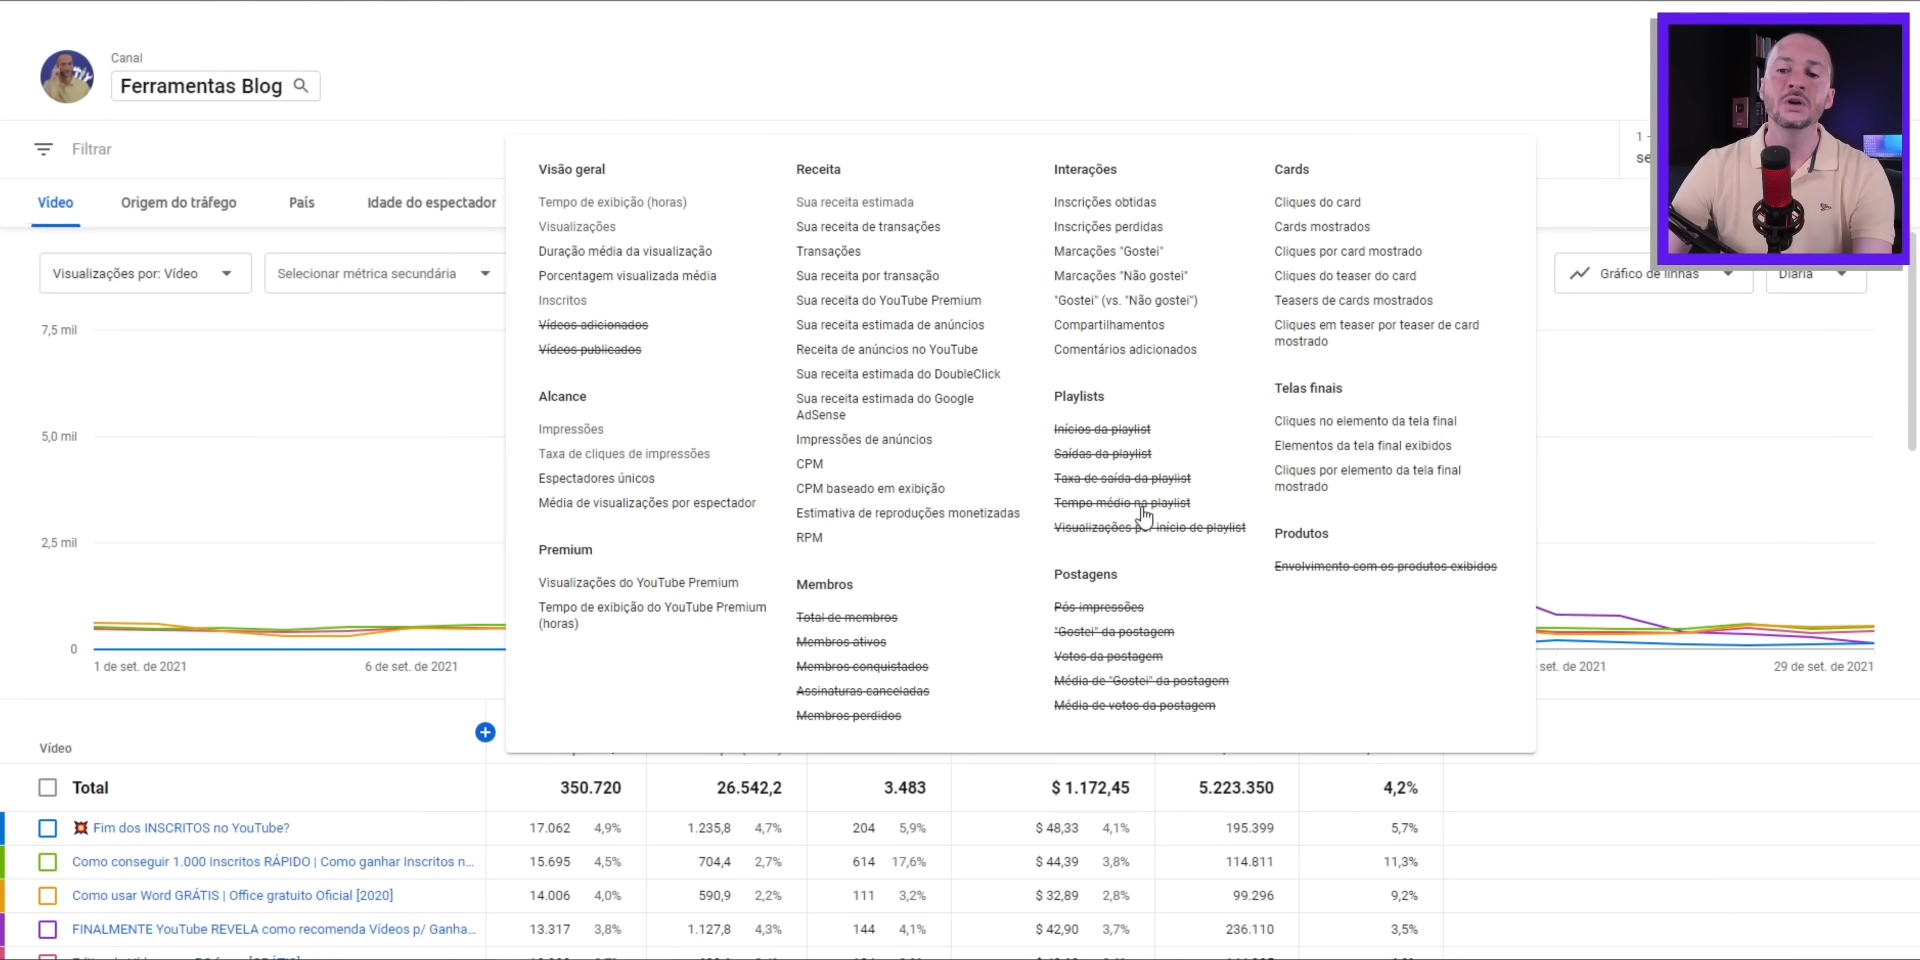 Canal
Ferramentas Blog
Filtrar
1 -
se
Vídeo
Origem do tráfego
País
Idade do espectador
Visualizações por: Vídeo
Selecionar métrica secundária
Gráfico de linhas
Diária
7,5 mil
5,0 mil
2,5 mil
0
1 de set. de 2021
6 de set. de 2021
set. de 2021
29 de set. de 2021
Visão geral
Tempo de exibição (horas)
Visualizações
Duração média da visualização
Porcentagem visualizada média
Inscritos
Vídeos adicionados
Vídeos publicados
Alcance
Impressões
Taxa de cliques de impressões
Espectadores únicos
Média de visualizações por espectador
Premium
Visualizações do YouTube Premium
Tempo de exibição do YouTube Premium
(horas)
Receita
Sua receita estimada
Sua receita de transações
Transações
Sua receita por transação
Sua receita do YouTube Premium
Sua receita estimada de anúncios
Receita de anúncios no YouTube
Sua receita estimada do DoubleClick
Sua receita estimada do Google
AdSense
Impressões de anúncios
CPM
CPM baseado em exibição
Estimativa de reproduções monetizadas
RPM
Membros
Total de membros
Membros ativos
Membros conquistados
Assinaturas canceladas
Membros perdidos
Interações
Inscrições obtidas
Inscrições perdidas
Marcações "Gostei"
Marcações "Não gostei"
"Gostei" (vs. "Não gostei")
Compartilhamentos
Comentários adicionados
Playlists
Inícios da playlist
Saídas da playlist
Taxa de saída da playlist
Tempo médio na playlist
Visualizações por início de playlist
Postagens
Pós impressões
"Gostei" da postagem
Votos da postagem
Média de "Gostei" da postagem
Média de votos da postagem
Cards
Cliques do card
Cards mostrados
Cliques por card mostrado
Cliques do teaser do card
Teasers de cards mostrados
Cliques em teaser por teaser de card
mostrado
Telas finais
Cliques no elemento da tela final
Elementos da tela final exibidos
Cliques por elemento da tela final
mostrado
Produtos
Envolvimento com os produtos exibidos
Vídeo
Total 350.720 26.542,2 3.483 $ 1.172,45 5.223.350 4,2%
Fim dos INSCRITOS no YouTube? 17.062 4,9% 1.235,8 4,7% 204 5,9% $ 48,33 4,1% 195.399 5,7%
Como conseguir 1.000 Inscritos RÁPIDO | Como ganhar Inscritos n... 15.695 4,5% 704,4 2,7% 614 17,6% $ 44,39 3,8% 114.811 11,3%
Como usar Word GRÁTIS | Office gratuito Oficial [2020] 14.006 4,0% 590,9 2,2% 111 3,2% $ 32,89 2,8% 99.296 9,2%
FINALMENTE YouTube REVELA como recomenda Vídeos p/ Ganha... 13.317 3,8% 1.127,8 4,3% 144 4,1% $ 42,90 3,7% 236.110 3,5%